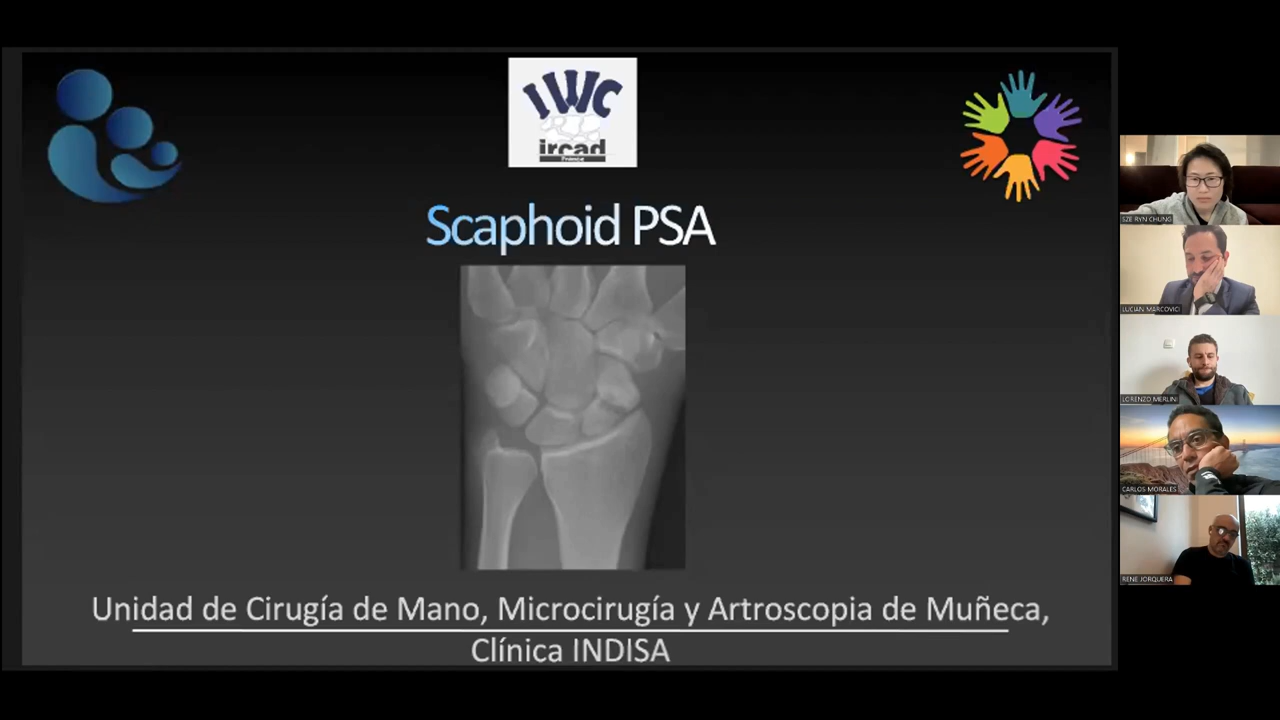 IWC
ircad
France
Scaphoid PSA
Unidad de Cirugía de Mano, Microcirugía y Artroscopia de Muñeca,
Clínica INDISA
SZE RYN CHUNG
LUCIAN MARCOVICI
LORENZO MERLINI
CARLOS MORALES
RENE JORQUERA